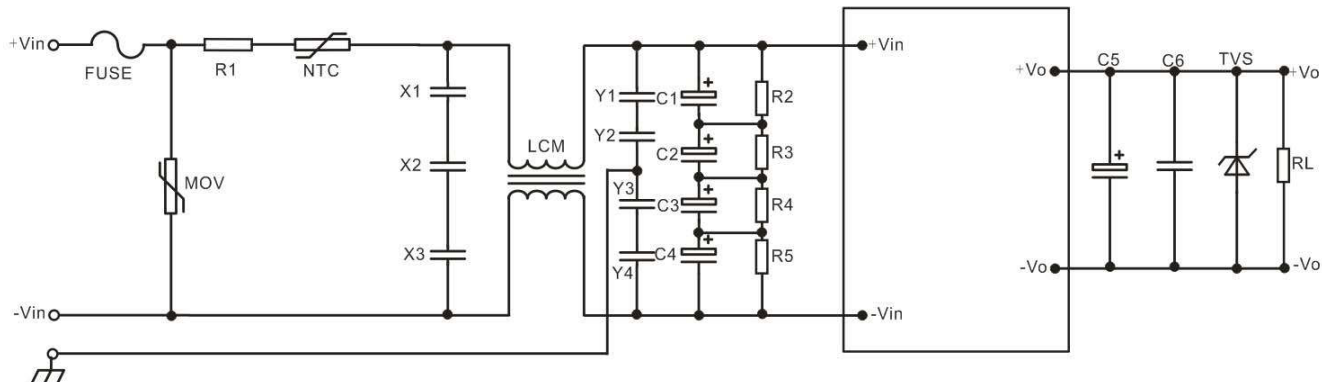 +Vin
FUSE
R1
NTC
MOV
X1
X2
X3
LCM
Y1
Y2
Y3
Y4
C1
C2
C3
C4
+
+
+
+
R2
R3
R4
R5
+Vin
-Vin
-Vin
+Vo
-Vo
C5
+
C6
TVS
RL
+Vo
-Vo